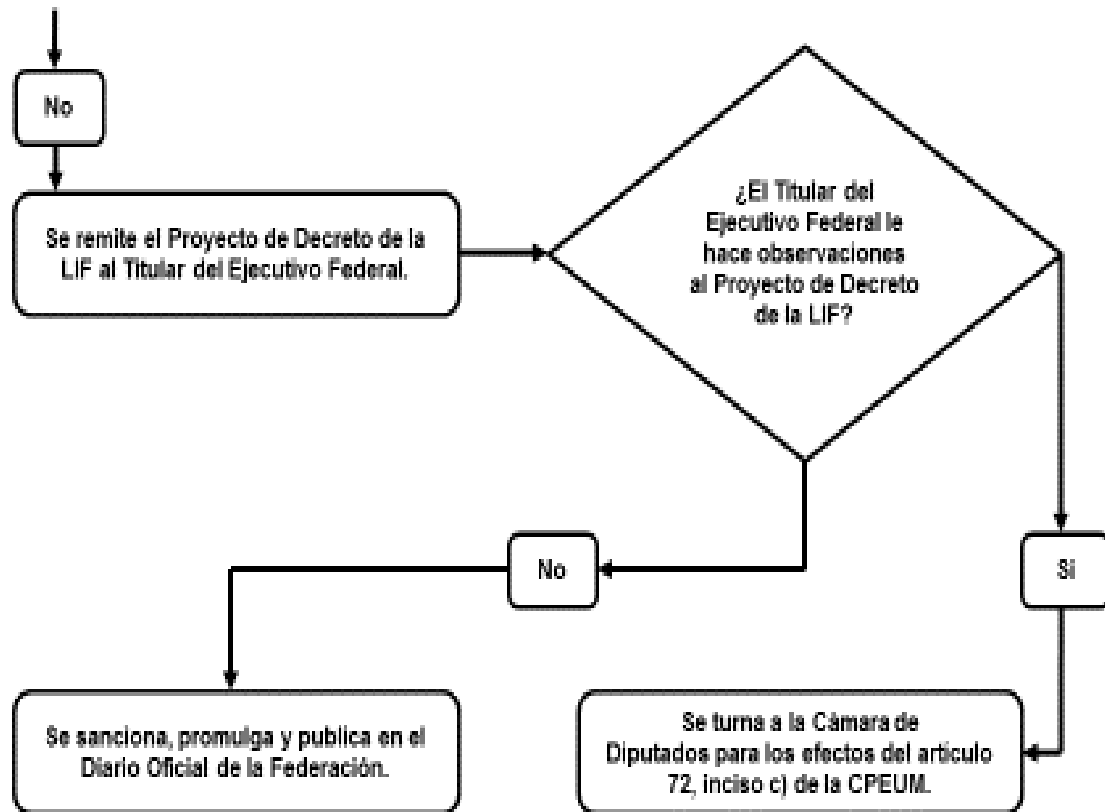 No
Se remite el Proyecto de Decreto de la
LIF al Titular del Ejecutivo Federal.
¿El Titular del
Ejecutivo Federal le
hace observaciones
al Proyecto de Decreto
de la LIF?
No
Si
Se sanciona, promulga y publica en el
Diario Oficial de la Federación.
Se turna a la Cámara de
Diputados para los efectos del artículo
72, inciso c) de la CPEUM.